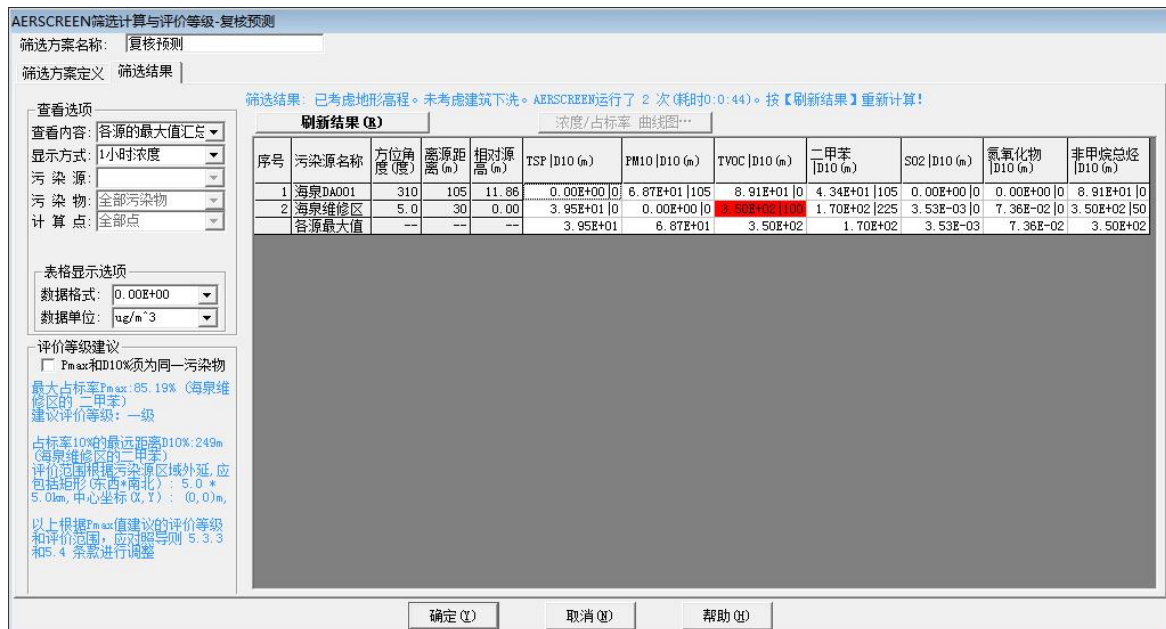 AERSCREEN筛选计算与评价等级-复核预测
筛选方案名称: 复核预测
筛选方案定义 筛选结果
筛选结果: 已考虑地形高程。未考虑建筑下洗。AERSCREEN运行了 2 次(耗时0:0:44)。按【刷新结果】重新计算!
查看选项
查看内容: 各源的最大值汇总
显示方式: 1小时浓度
污 染 源:
污 染 物: 全部污染物
计 算 点: 全部点
表格显示选项
数据格式: 0.00E+00
数据单位: ug/m^3
评价等级建议
Pmax和D10%须为同一污染物
最大占标率Pmax:85.19% (海泉维
修区的 二甲苯)
建议评价等级: 一级
占标率10%的最远距离D10%:249m
(海泉维修区的二甲苯)
评价范围根据污染源区域外延,应
包括矩形(东西*南北): 5.0 *
5.0km,中心坐标(X,Y): (0,0)m,
以上根据Pmax值建议的评价等级
和评价范围,应对照导则 5.3.3
和5.4 条款进行调整
刷新结果(R) 浓度/占标率 曲线图…
序号 污染源名称 方位角度(度) 离源距离(m) 相对源高(m) TSP|D10(m) PM10|D10(m) TVOC|D10(m) 二甲苯|D10(m) SO2|D10(m) 氮氧化物|D10(m) 非甲烷总烃|D10(m)
1 海泉DA001 310 105 11.86 0.00E+00|0 6.87E+01|105 8.91E+01|0 4.34E+01|105 0.00E+00|0 0.00E+00|0 8.91E+01|0
2 海泉维修区 5.0 30 0.00 3.95E+01|0 0.00E+00|0 3.50E+02|100 1.70E+02|225 3.53E-03|0 7.36E-02|0 3.50E+02|50
各源最大值 -- -- -- 3.95E+01 6.87E+01 3.50E+02 1.70E+02 3.53E-03 7.36E-02 3.50E+02
确定(Y) 取消(N) 帮助(H)